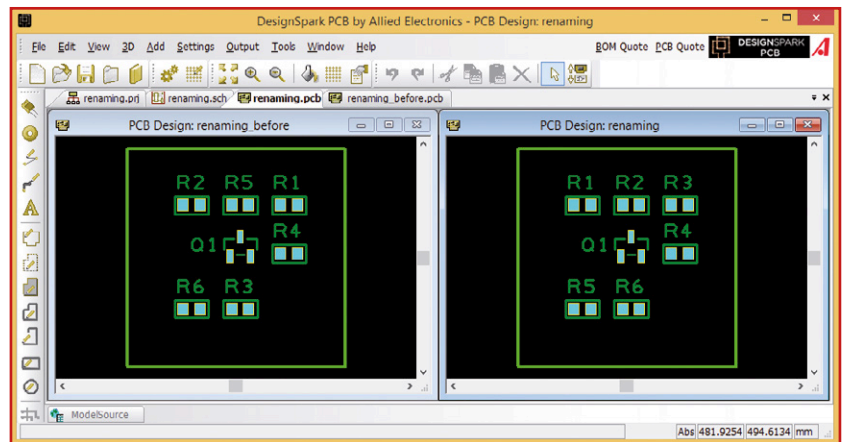 DesignSpark PCB by Allied Electronics - PCB Design: renaming
File Edit View 3D Add Settings Output Tools Window Help BOM Quote PCB Quote DESIGNSPARK PCB
renaming.prj renaming.sch renaming.pcb renaming_before.pcb
PCB Design: renaming_before
R2 R5 R1
Q1 R4
R6 R3
PCB Design: renaming
R1 R2 R3
Q1 R4
R5 R6
ModelSource
Abs 481.9254 494.6134 mm